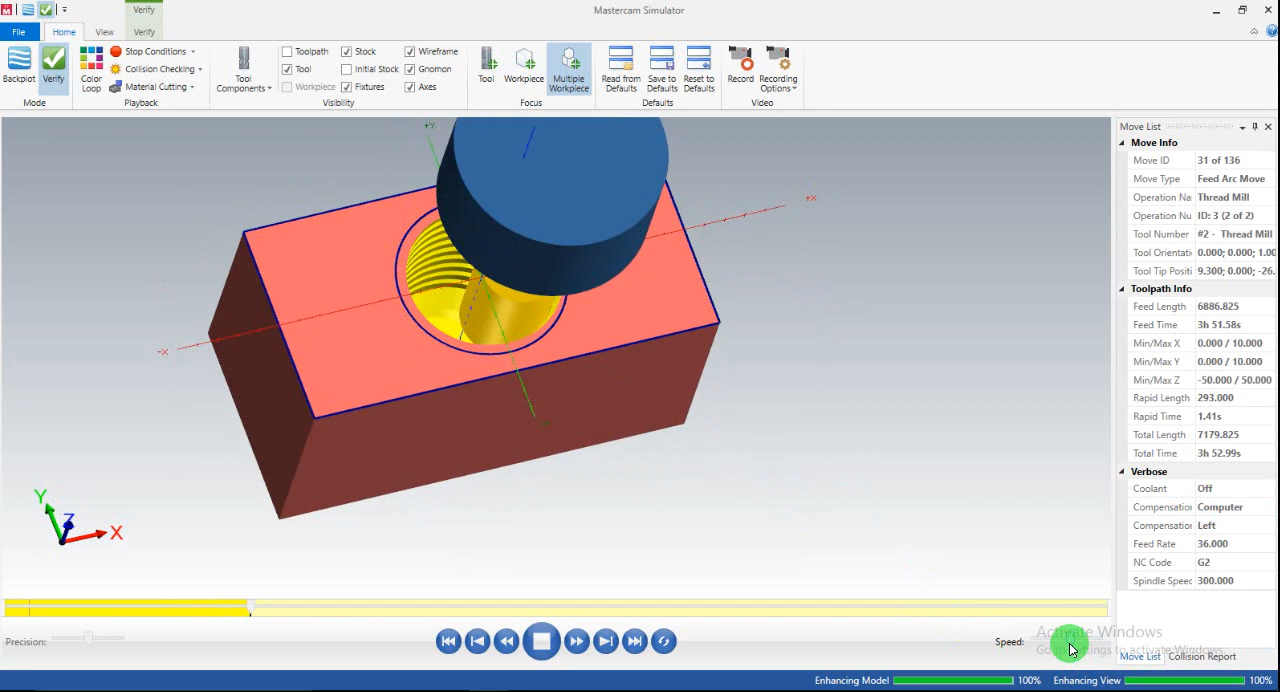 Verify
Mastercam Simulator
File Home View Verify
Backplot
Verify
Mode
Color Loop
Stop Conditions
Collision Checking
Material Cutting
Playback
Tool Components
Toolpath Stock Wireframe
Tool Initial Stock Gnomon
Workpiece Fixtures Axes
Visibility
Tool
Workpiece
Multiple Workpiece
Focus
Read from Defaults
Save to Defaults
Reset to Defaults
Defaults
Record
Recording Options
Video
Move List
Move Info
Move ID 31 of 136
Move Type Feed Arc Move
Operation Na Thread Mill
Operation Nu ID: 3 (2 of 2)
Tool Number #2 - Thread Mill
Tool Orientati 0.000; 0.000; 1.00
Tool Tip Positi 9.300; 0.000; -26.
Toolpath Info
Feed Length 6886.825
Feed Time 3h 51.58s
Min/Max X 0.000 / 10.000
Min/Max Y 0.000 / 10.000
Min/Max Z -50.000 / 50.000
Rapid Length 293.000
Rapid Time 1.41s
Total Length 7179.825
Total Time 3h 52.99s
Verbose
Coolant Off
Compensation Computer
Compensation Left
Feed Rate 36.000
NC Code G2
Spindle Speed 300.000
+Y
+X
-X
Y
Z
X
Precision:
Speed:
Activate Windows
Go to Settings to activate Windows.
Move List Collision Report
Enhancing Model 100% Enhancing View 100%